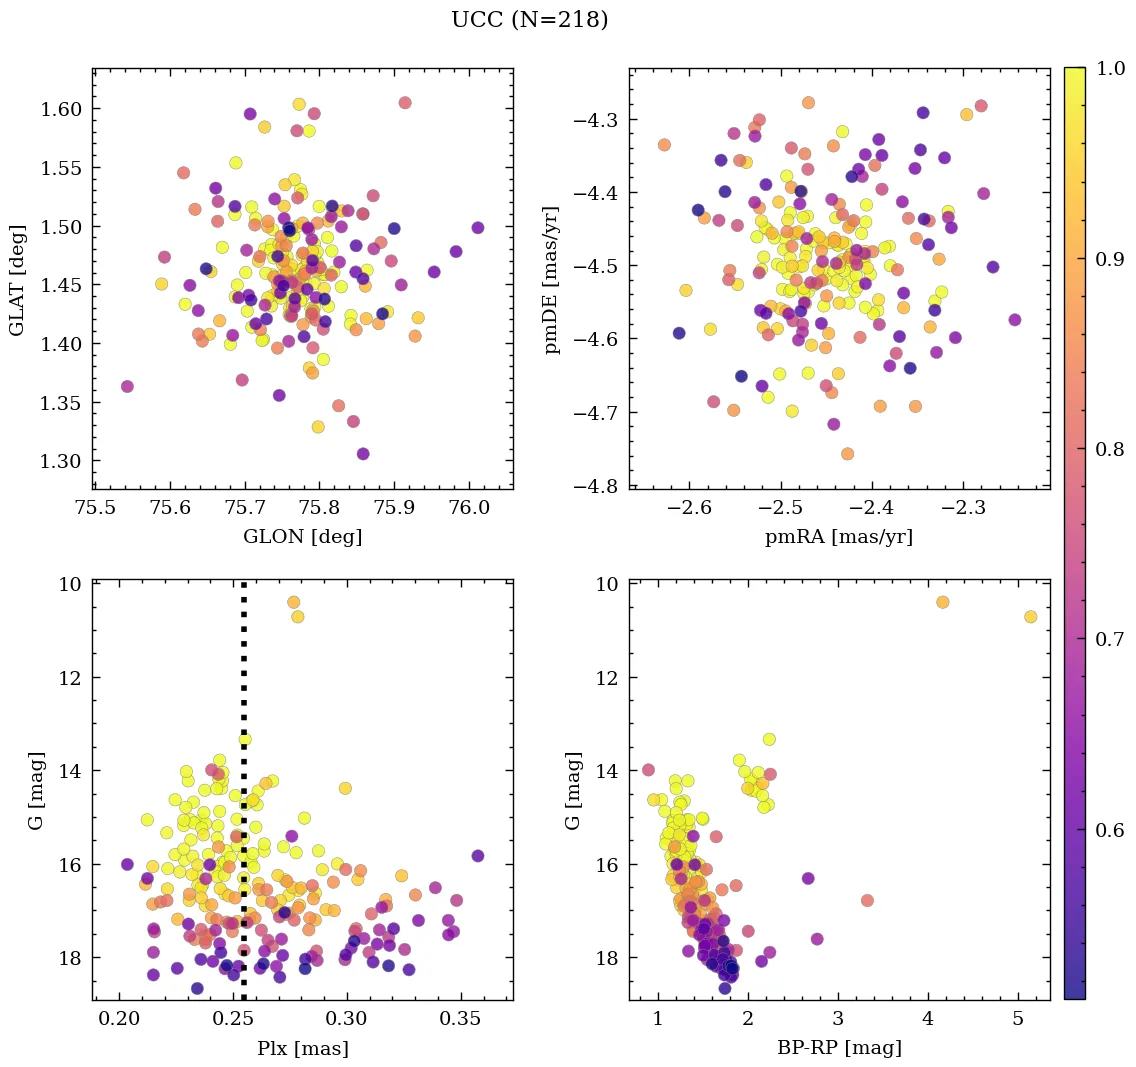 UCC (N=218)
1.60
1.55
1.50
1.45
1.40
1.35
1.30
GLAT [deg]
75.5 75.6 75.7 75.8 75.9 76.0
GLON [deg]
−4.3
−4.4
−4.5
−4.6
−4.7
−4.8
pmDE [mas/yr]
−2.6 −2.5 −2.4 −2.3
pmRA [mas/yr]
10
12
14
16
18
G [mag]
0.20 0.25 0.30 0.35
Plx [mas]
10
12
14
16
18
G [mag]
1 2 3 4 5
BP-RP [mag]
1.0
0.9
0.8
0.7
0.6